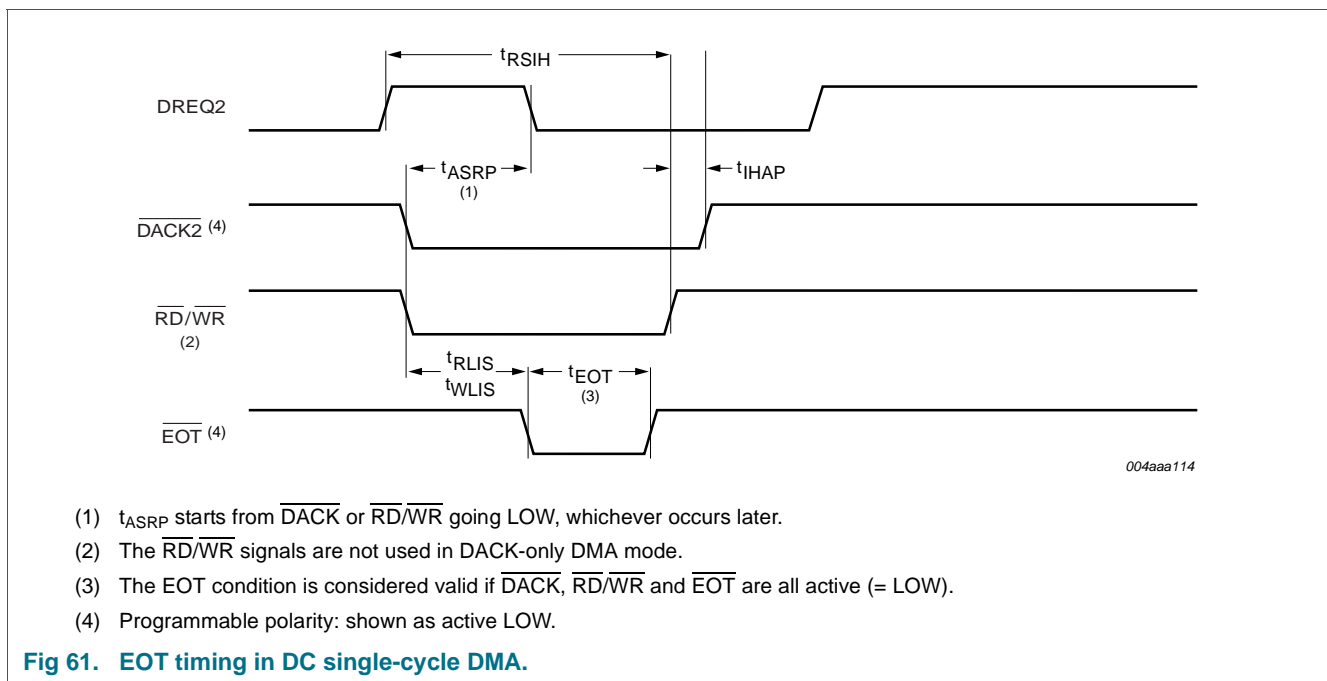 tRSIH
DREQ2
tASRP
(1)
tIHAP
DACK2 (4)
RD/WR
(2)
tRLIS
tWLIS
tEOT
(3)
EOT (4)
004aaa114
(1) tASRP starts from DACK or RD/WR going LOW, whichever occurs later.
(2) The RD/WR signals are not used in DACK-only DMA mode.
(3) The EOT condition is considered valid if DACK, RD/WR and EOT are all active (= LOW).
(4) Programmable polarity: shown as active LOW.
Fig 61. EOT timing in DC single-cycle DMA.